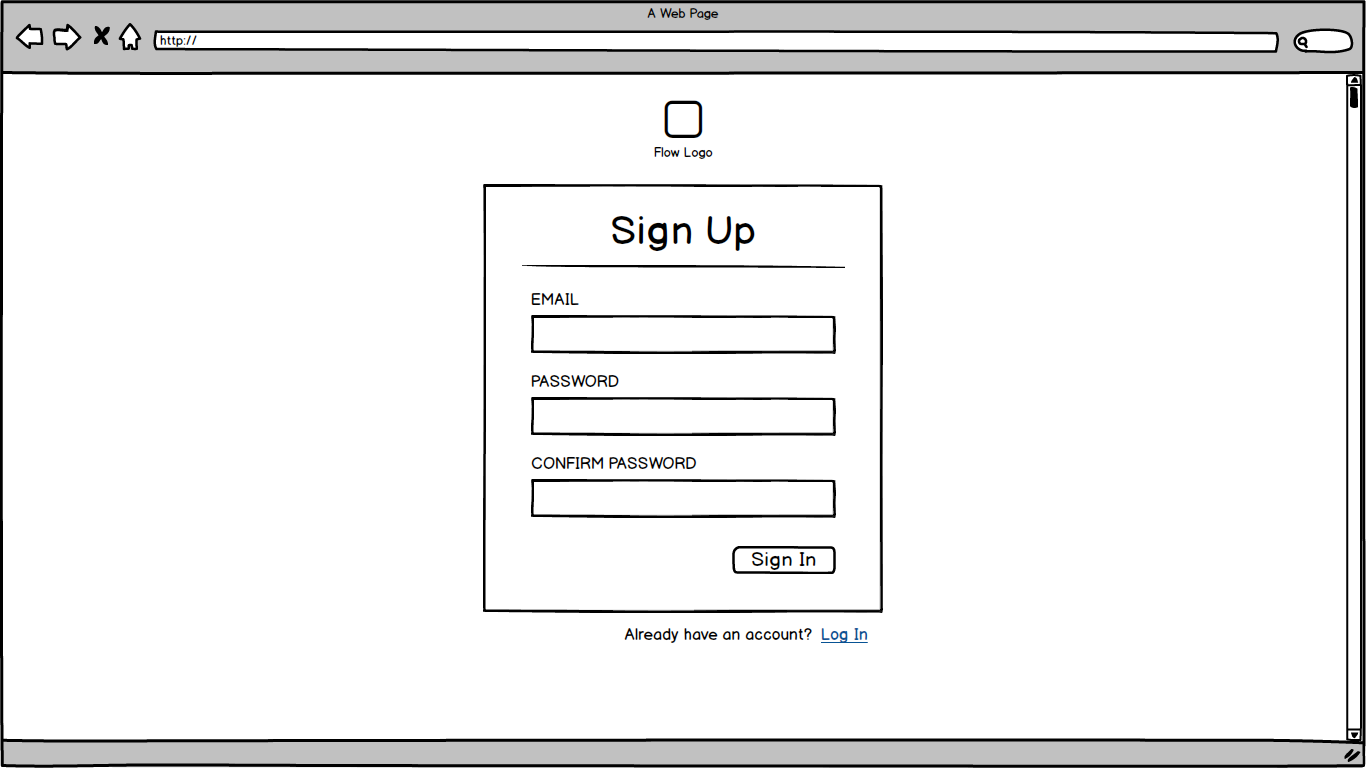 A Web Page
http://
Flow Logo
Sign Up
EMAIL
PASSWORD
CONFIRM PASSWORD
Sign In
Already have an account? Log In